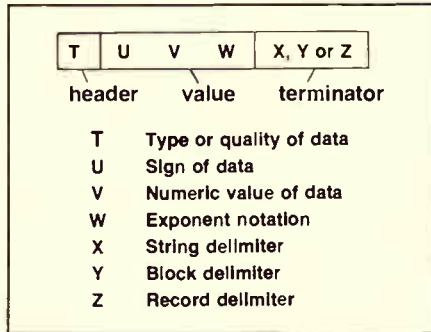 T U V W X, Y or Z
header value terminator
T Type or quality of data
U Sign of data
V Numeric value of data
W Exponent notation
X String delimiter
Y Block delimiter
Z Record delimiter